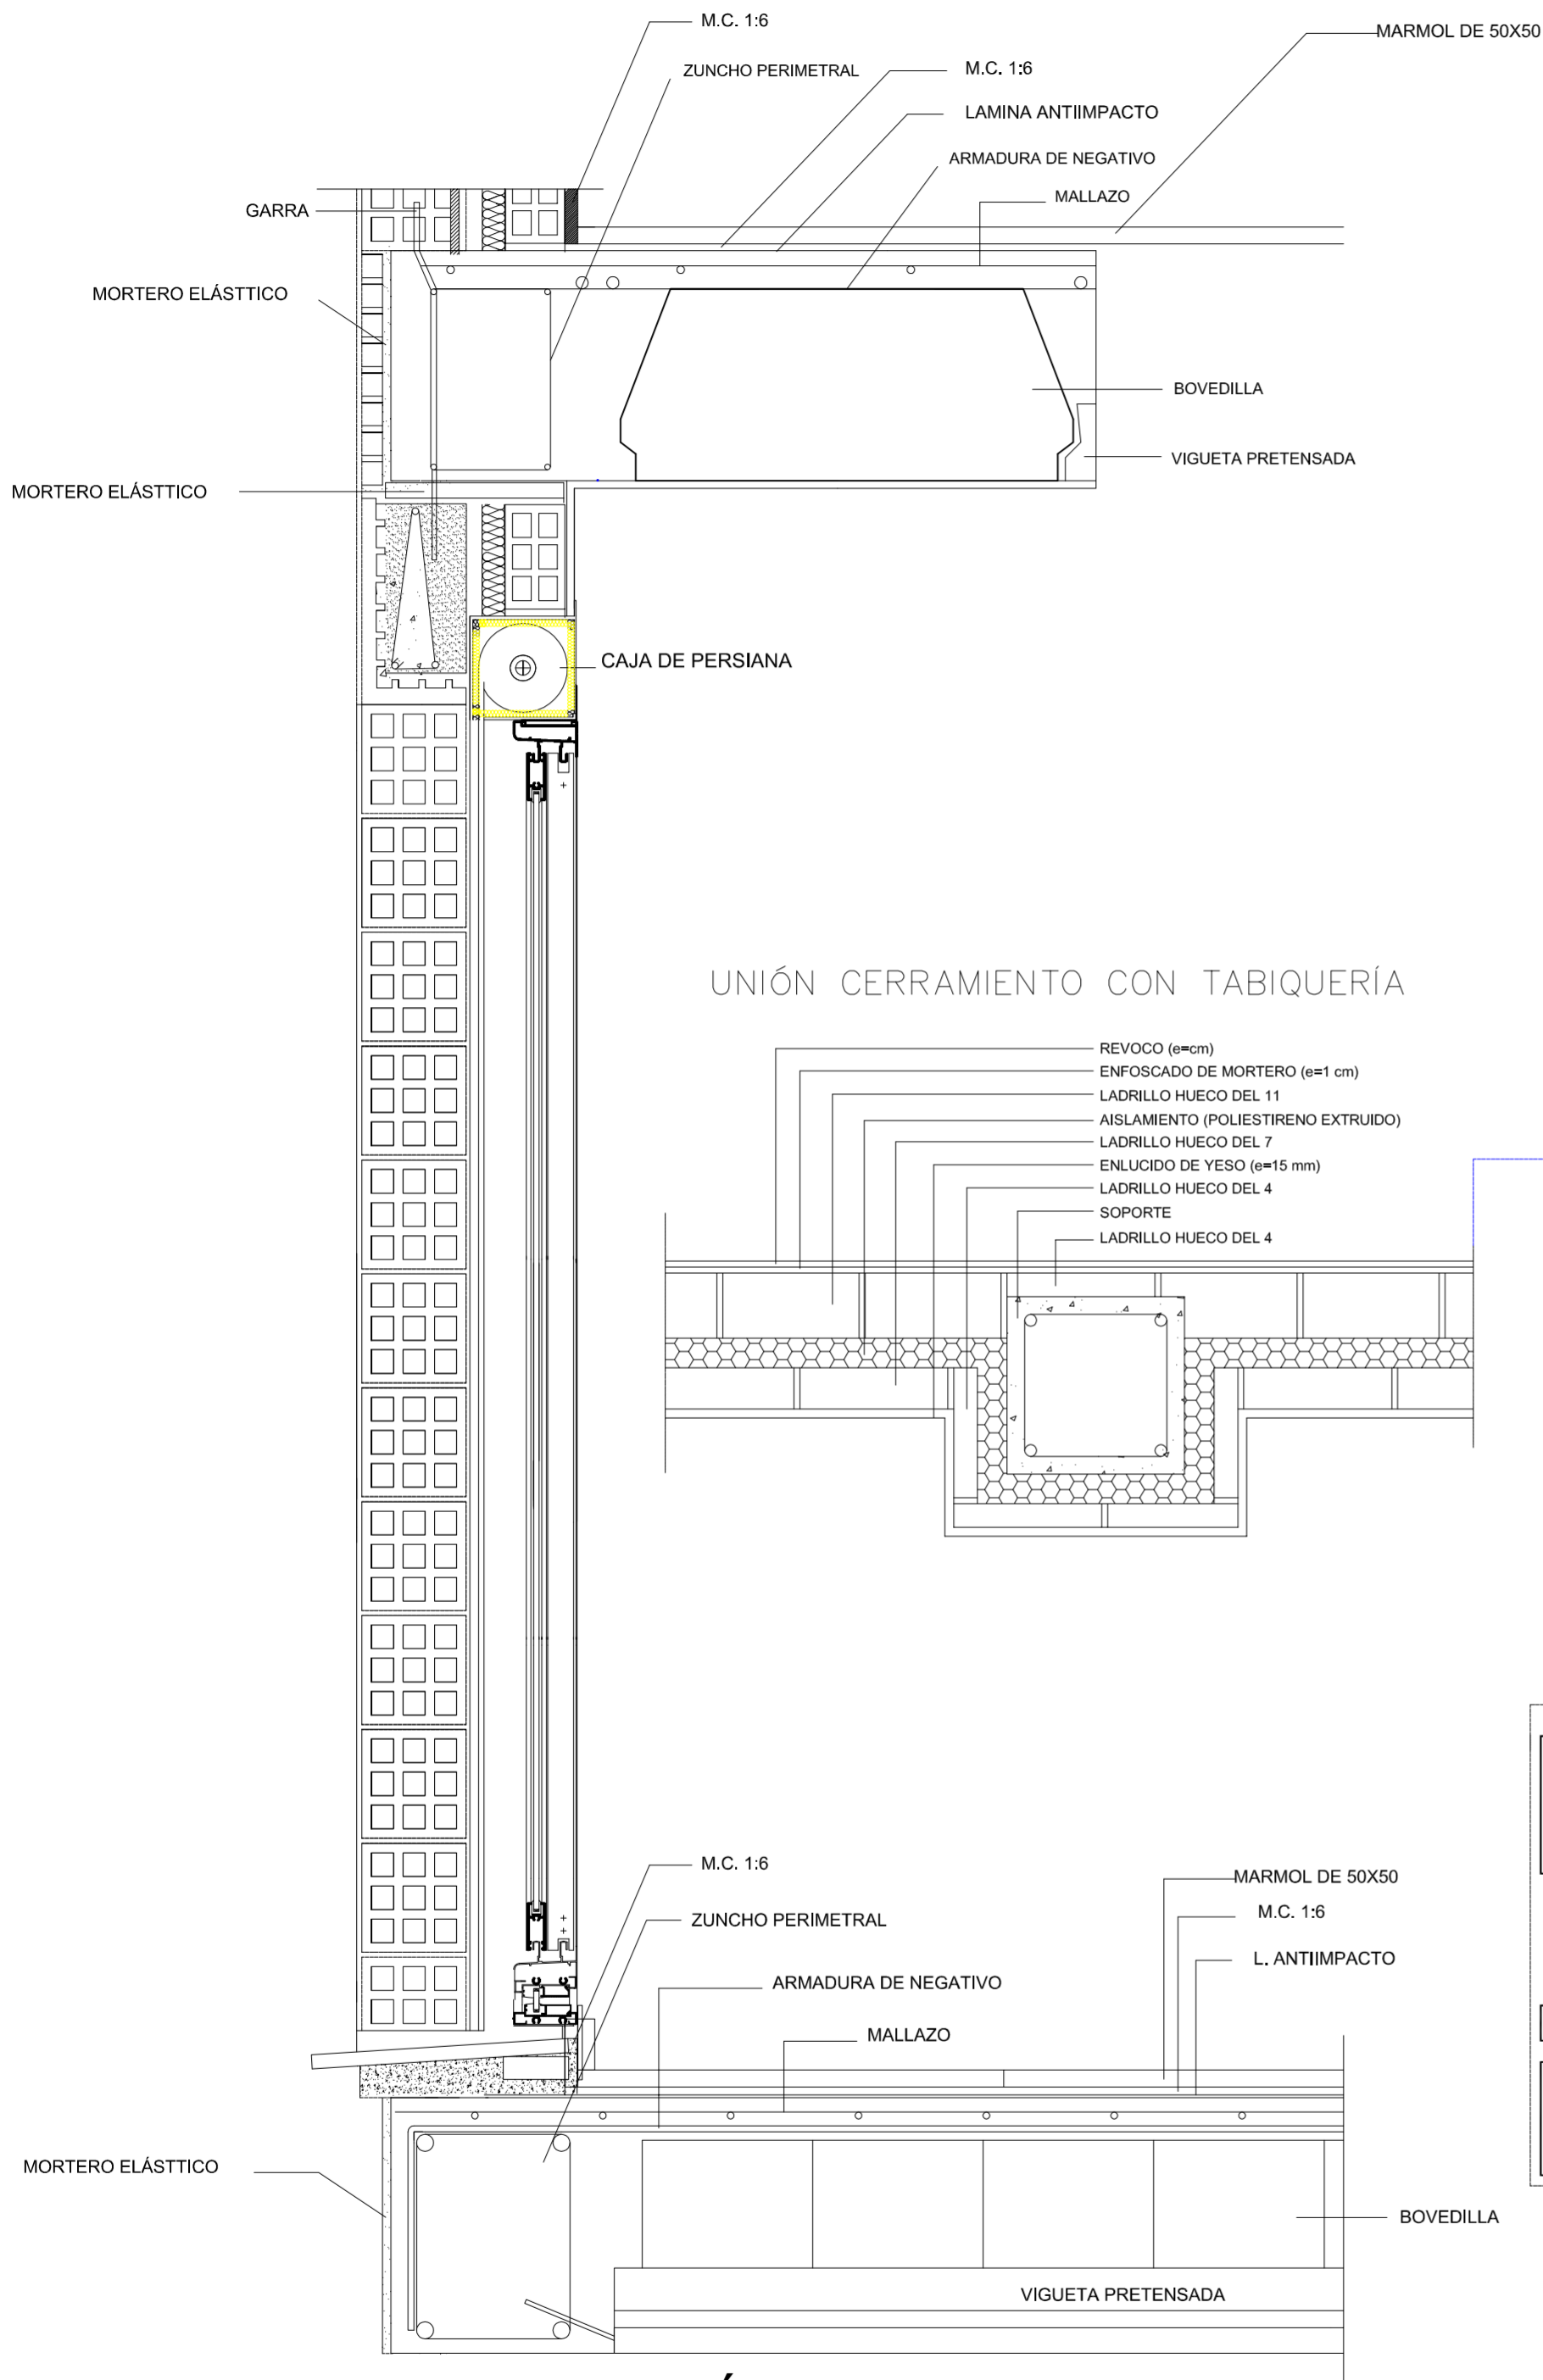 M.C. 1:6
MARMOL DE 50X50
ZUNCHO PERIMETRAL
M.C. 1:6
LAMINA ANTIIMPACTO
ARMADURA DE NEGATIVO
MALLAZO
GARRA
MORTERO ELÁSTTICO
BOVEDILLA
VIGUETA PRETENSADA
MORTERO ELÁSTTICO
CAJA DE PERSIANA
UNIÓN CERRAMIENTO CON TABIQUERÍA
REVOCO (e=cm)
ENFOSCADO DE MORTERO (e=1 cm)
LADRILLO HUECO DEL 11
AISLAMIENTO (POLIESTIRENO EXTRUIDO)
LADRILLO HUECO DEL 7
ENLUCIDO DE YESO (e=15 mm)
LADRILLO HUECO DEL 4
SOPORTE
LADRILLO HUECO DEL 4
M.C. 1:6
MARMOL DE 50X50
M.C. 1:6
ZUNCHO PERIMETRAL
L. ANTIIMPACTO
ARMADURA DE NEGATIVO
MALLAZO
MORTERO ELÁSTTICO
BOVEDILLA
VIGUETA PRETENSADA